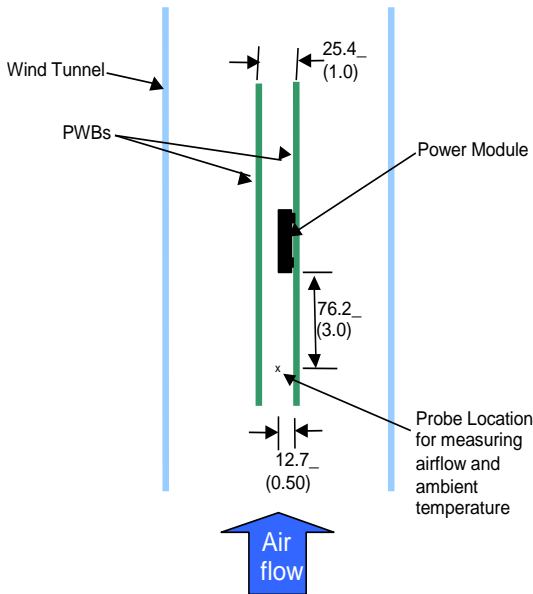 25.4_
(1.0)
Wind Tunnel
PWBs
Power Module
76.2_
(3.0)
x
Probe Location
for measuring
airflow and
ambient
temperature
12.7_
(0.50)
Air
flow